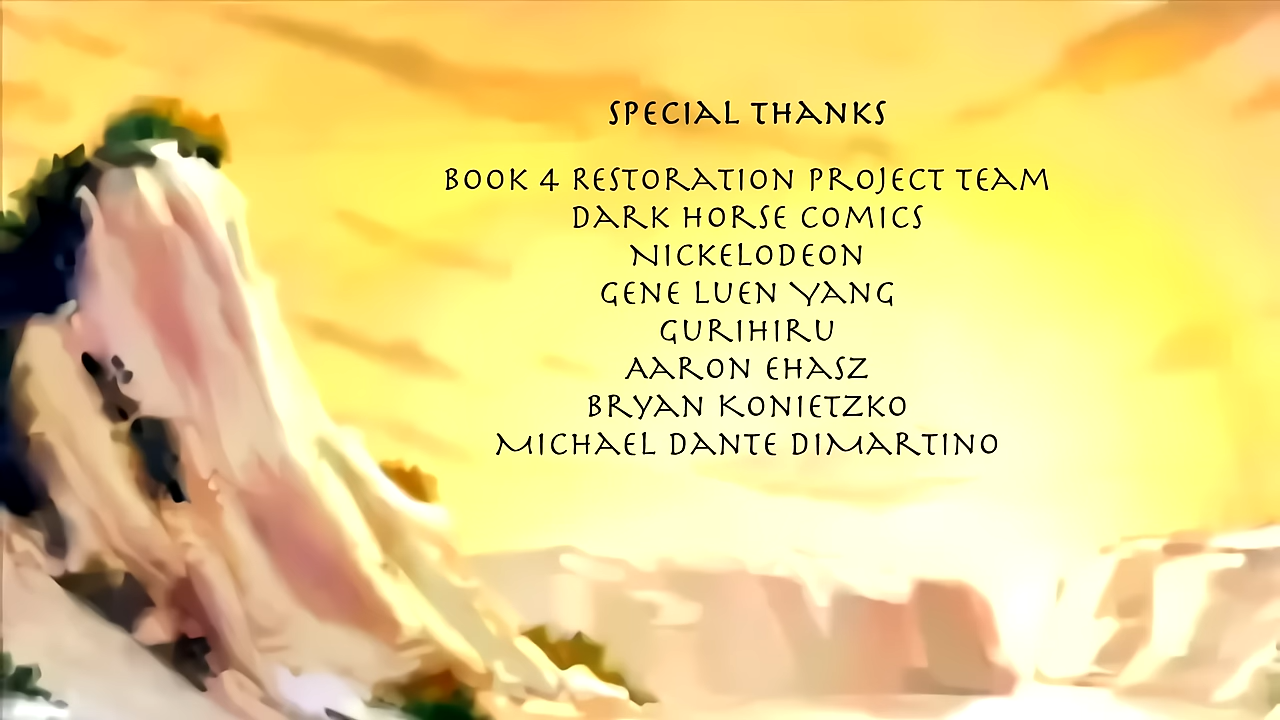 SPECIAL THANKS
BOOK 4 RESTORATION PROJECT TEAM
DARK HORSE COMICS
NICKELODEON
GENE LUEN YANG
GURIHIRU
AARON EHASZ
BRYAN KONIETZKO
MICHAEL DANTE DIMARTINO